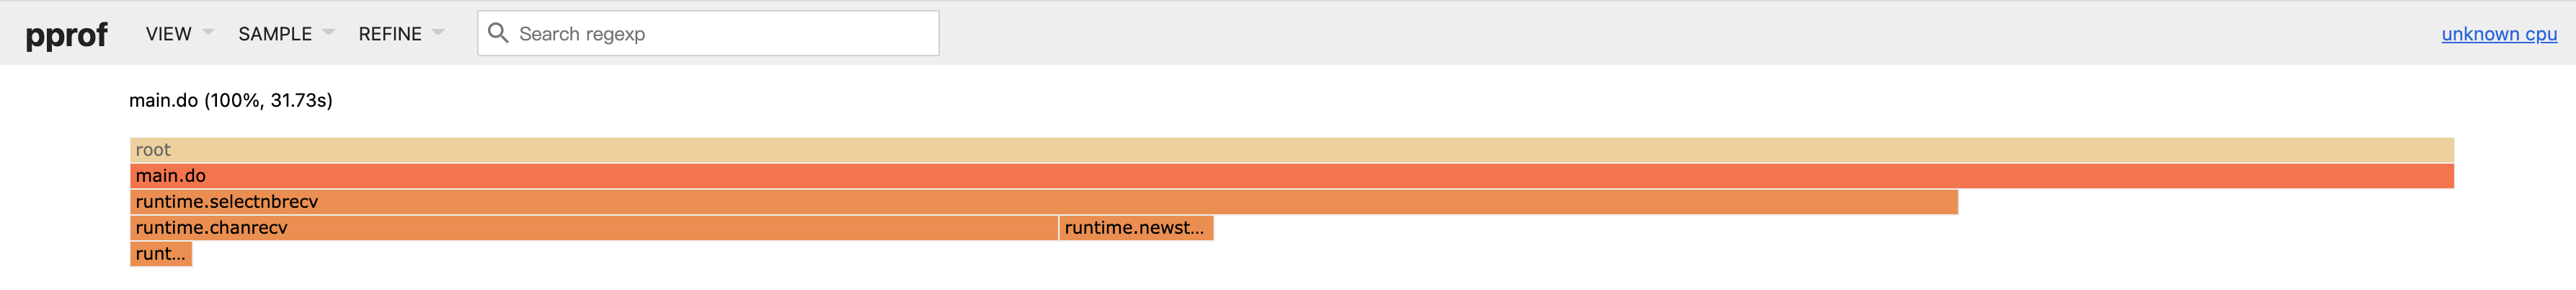 pprof VIEW SAMPLE REFINE Search regexp unknown cpu
main.do (100%, 31.73s)
root
main.do
runtime.selectnbrecv
runtime.chanrecv runtime.newst...
runt...